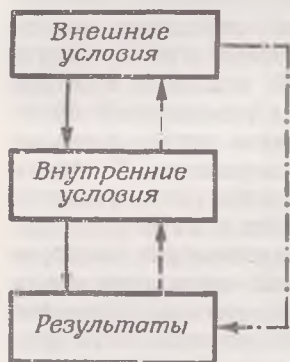 Внешние
условия
Внутренние
условия
Результаты